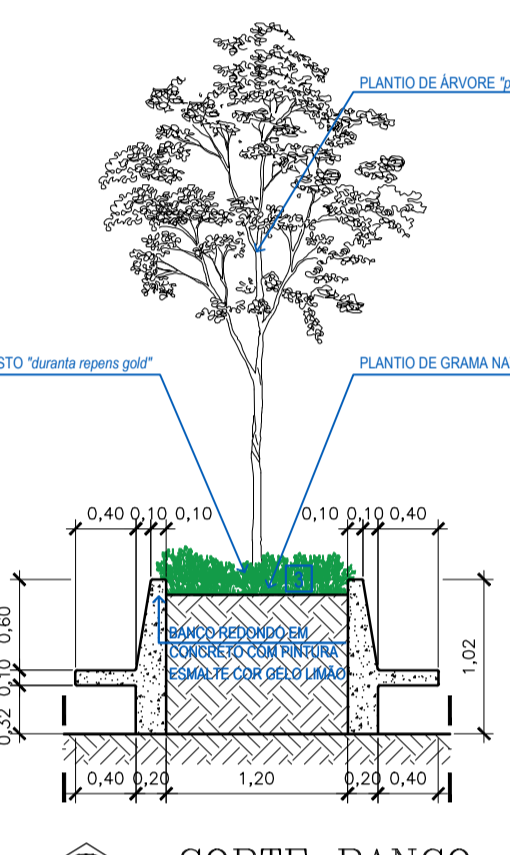 PLANTIO DE ÁRVORE "p
STO "duranta repens gold"
PLANTIO DE GRAMA NA
0,40 0,10 0,10
0,10 0,10 0,40
3
0,60
0,10
0,32
1,02
BANCO REDONDO EM
CONCRETO COM PINTURA
ESMALTE COR GELO LIMÃO
0,40 0,20 1,20 0,20 0,40
CORTE BANCO